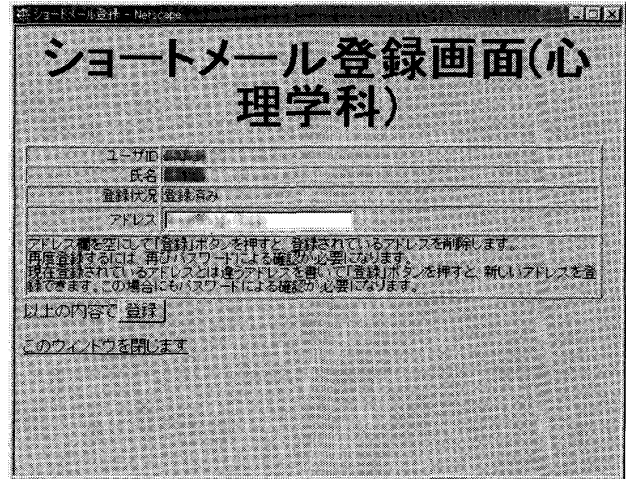 ショートメール登録 - Netscape
ショートメール登録画面(心
理学科)
ユーザID
氏名
登録状況 登録済み
アドレス
アドレス欄を空にして「登録」ボタンを押すと、登録されているアドレスを削除します。
再度登録するには、再びパスワードによる確認が必要になります。
現在登録されているアドレスとは違うアドレスを書いて「登録」ボタンを押すと、新しいアドレスを登
録できます。この場合にもパスワードによる確認が必要になります。
以上の内容で 登録
このウィンドウを閉じます